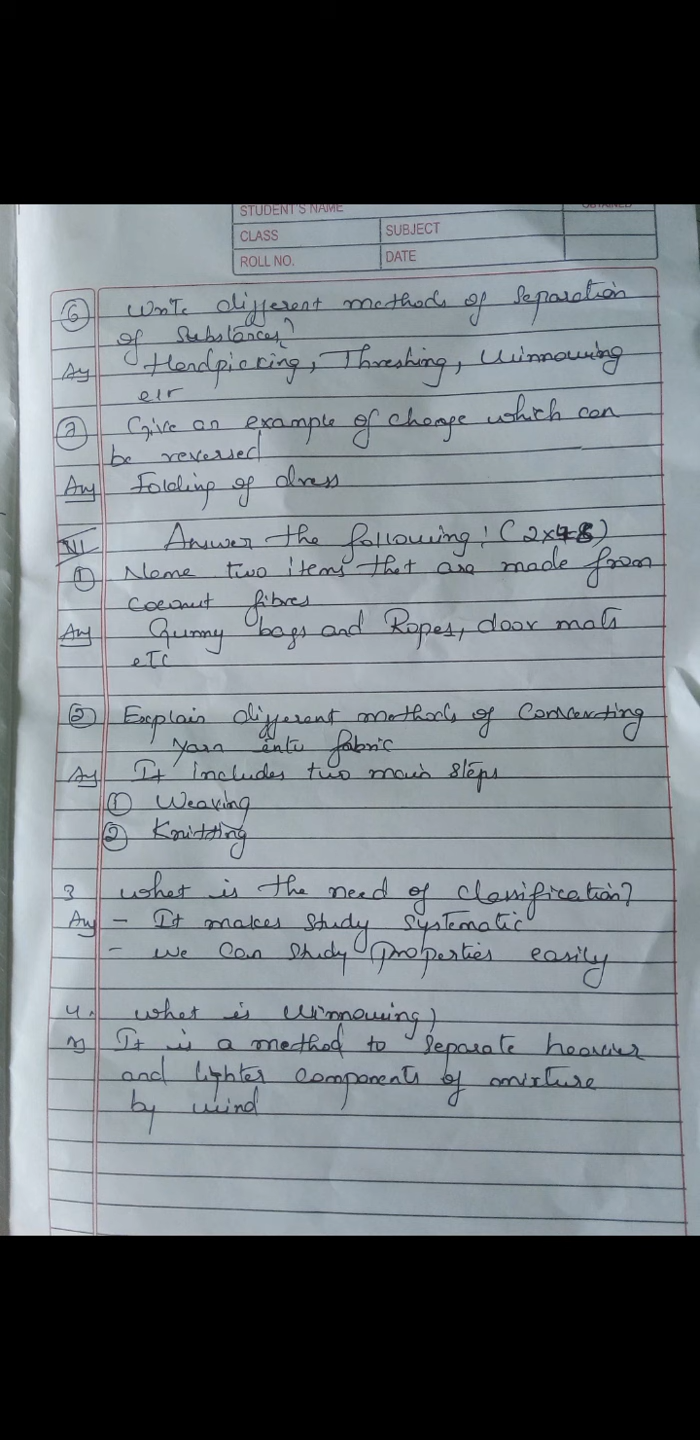 STUDENT'S NAME
CLASS
SUBJECT
ROLL NO.
DATE
6 Write different methods of Separation
of Substances?
Ans Handpicking, Threshing, Winnowing
etc
7 Give an example of change which can
be reversed
Ans Folding of dress
VI Answer the following: (2x4=8)
1 Name two items that are made from
coconut fibres
Ans Gunny bags and Ropes, door mats
etc
2 Explain different methods of Converting
yarn into fabric
Ans It includes two main steps
1 Weaving
2 Knitting
3 what is the need of classification?
Ans - It makes study systematic
- we can study properties easily
4. what is winnowing?
It is a method to separate heavier
and lighter components of mixture
by wind